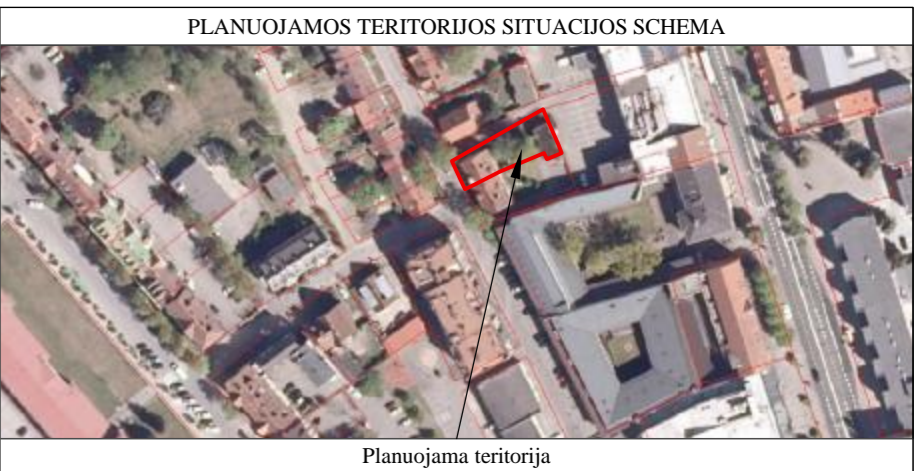 PLANUOJAMOS TERITORIJOS SITUACIJOS SCHEMA
Planuojama teritorija